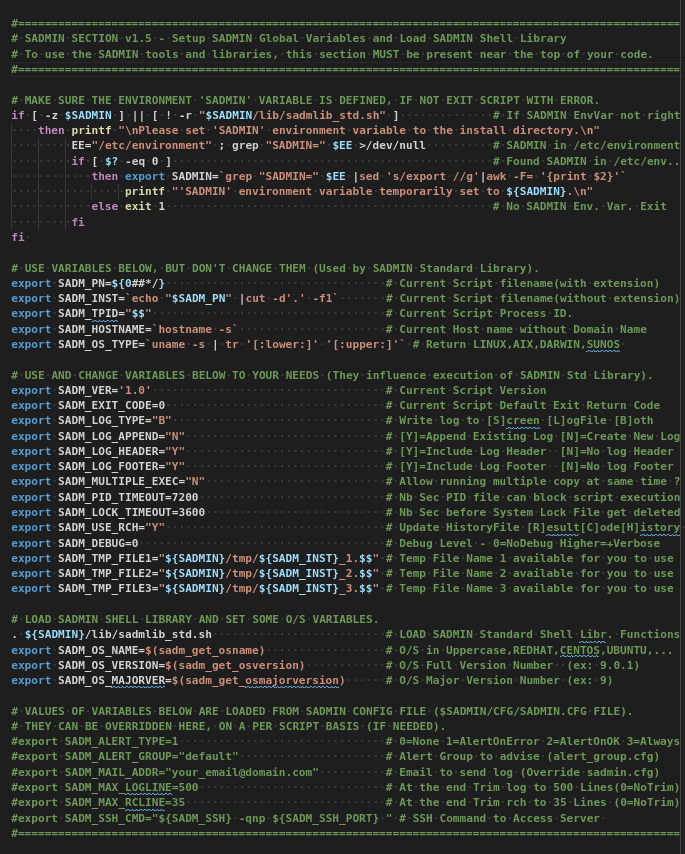 #===================================================================================================
# SADMIN SECTION v1.5 - Setup SADMIN Global Variables and Load SADMIN Shell Library
# To use the SADMIN tools and libraries, this section MUST be present near the top of your code.
#===================================================================================================
# MAKE SURE THE ENVIRONMENT 'SADMIN' VARIABLE IS DEFINED, IF NOT EXIT SCRIPT WITH ERROR.
if [ -z $SADMIN ] || [ ! -r "$SADMIN/lib/sadmlib_std.sh" ]              # If SADMIN EnvVar not right
    then printf "\nPlease set 'SADMIN' environment variable to the install directory.\n"
         EE="/etc/environment" ; grep "SADMIN=" $EE >/dev/null          # SADMIN in /etc/environment
         if [ $? -eq 0 ]                                                # Found SADMIN in /etc/env..
            then export SADMIN=`grep "SADMIN=" $EE |sed 's/export //g'|awk -F= '{print $2}'`
                 printf "'SADMIN' environment variable temporarily set to ${SADMIN}.\n"
            else exit 1                                                 # No SADMIN Env. Var. Exit
         fi
fi
# USE VARIABLES BELOW, BUT DON'T CHANGE THEM (Used by SADMIN Standard Library).
export SADM_PN=${0##*/}                                 # Current Script filename(with extension)
export SADM_INST=`echo "$SADM_PN" |cut -d'.' -f1`       # Current Script filename(without extension)
export SADM_TPID="$$"                                   # Current Script Process ID.
export SADM_HOSTNAME=`hostname -s`                      # Current Host name without Domain Name
export SADM_OS_TYPE=`uname -s | tr '[:lower:]' '[:upper:]'` # Return LINUX,AIX,DARWIN,SUNOS
# USE AND CHANGE VARIABLES BELOW TO YOUR NEEDS (They influence execution of SADMIN Std Library).
export SADM_VER='1.0'                                   # Current Script Version
export SADM_EXIT_CODE=0                                 # Current Script Default Exit Return Code
export SADM_LOG_TYPE="B"                                # Write log to [S]creen [L]ogFile [B]oth
export SADM_LOG_APPEND="N"                              # [Y]=Append Existing Log [N]=Create New Log
export SADM_LOG_HEADER="Y"                              # [Y]=Include Log Header  [N]=No log Header
export SADM_LOG_FOOTER="Y"                              # [Y]=Include Log Footer  [N]=No log Footer
export SADM_MULTIPLE_EXEC="N"                           # Allow running multiple copy at same time ?
export SADM_PID_TIMEOUT=7200                            # Nb Sec PID file can block script execution
export SADM_LOCK_TIMEOUT=3600                           # Nb Sec before System Lock File get deleted
export SADM_USE_RCH="Y"                                 # Update HistoryFile [R]esult[C]ode[H]istory
export SADM_DEBUG=0                                     # Debug Level - 0=NoDebug Higher=+Verbose
export SADM_TMP_FILE1="${SADMIN}/tmp/${SADM_INST}_1.$$" # Temp File Name 1 available for you to use
export SADM_TMP_FILE2="${SADMIN}/tmp/${SADM_INST}_2.$$" # Temp File Name 2 available for you to use
export SADM_TMP_FILE3="${SADMIN}/tmp/${SADM_INST}_3.$$" # Temp File Name 3 available for you to use
# LOAD SADMIN SHELL LIBRARY AND SET SOME O/S VARIABLES.
. ${SADMIN}/lib/sadmlib_std.sh                          # LOAD SADMIN Standard Shell Libr. Functions
export SADM_OS_NAME=$(sadm_get_osname)                  # O/S in Uppercase,REDHAT,CENTOS,UBUNTU,...
export SADM_OS_VERSION=$(sadm_get_osversion)            # O/S Full Version Number  (ex: 9.0.1)
export SADM_OS_MAJORVER=$(sadm_get_osmajorversion)      # O/S Major Version Number (ex: 9)
# VALUES OF VARIABLES BELOW ARE LOADED FROM SADMIN CONFIG FILE ($SADMIN/CFG/SADMIN.CFG FILE).
# THEY CAN BE OVERRIDDEN HERE, ON A PER SCRIPT BASIS (IF NEEDED).
#export SADM_ALERT_TYPE=1                               # 0=None 1=AlertOnError 2=AlertOnOK 3=Always
#export SADM_ALERT_GROUP="default"                      # Alert Group to advise (alert_group.cfg)
#export SADM_MAIL_ADDR="your_email@domain.com"          # Email to send log (Override sadmin.cfg)
#export SADM_MAX_LOGLINE=500                            # At the end Trim log to 500 Lines(0=NoTrim)
#export SADM_MAX_RCLINE=35                              # At the end Trim rch to 35 Lines (0=NoTrim)
#export SADM_SSH_CMD="${SADM_SSH} -qnp ${SADM_SSH_PORT} " # SSH Command to Access Server
#===================================================================================================